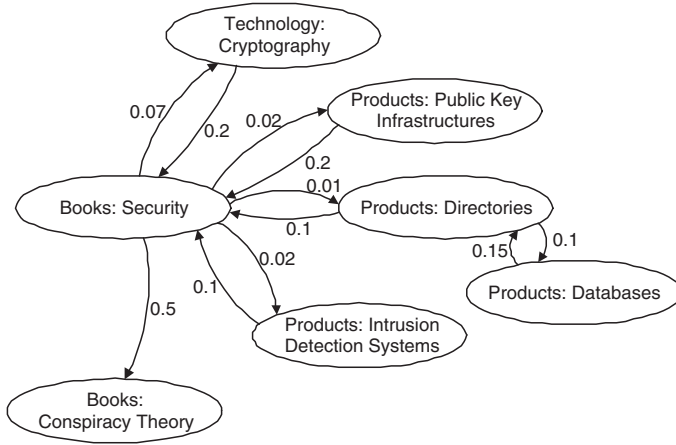 Technology:
Cryptography
0.07
0.2
0.02
Products: Public Key
Infrastructures
0.2
Books: Security
0.01
0.1
Products: Directories
0.15
0.1
Products: Databases
0.02
0.1
Products: Intrusion
Detection Systems
0.5
Books:
Conspiracy Theory